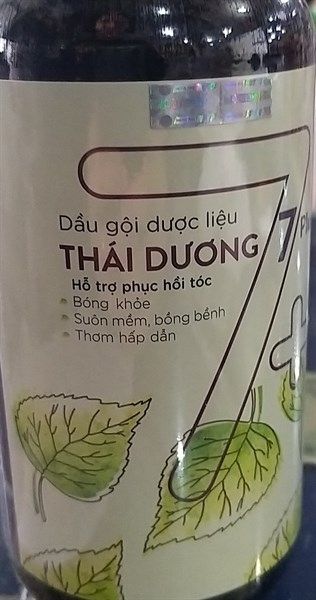 Dầu gội dược liệu
THÁI DƯƠNG 7
Hỗ trợ phục hồi tóc
Bóng khỏe
Suôn mềm, bồng bềnh
Thơm hấp dẫn